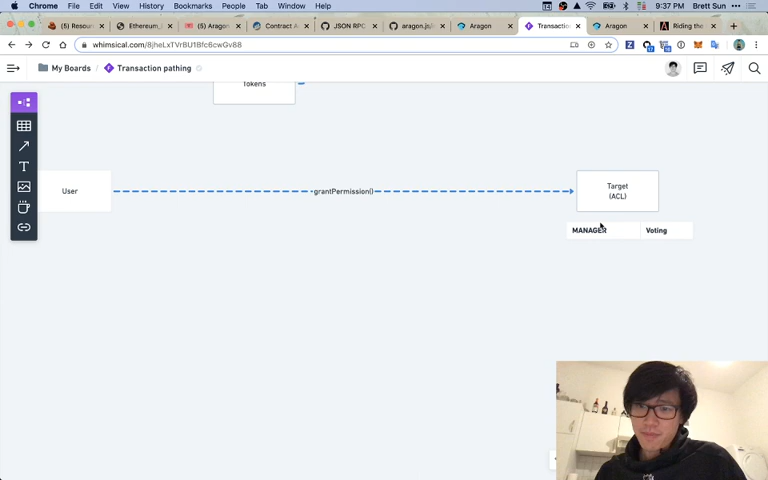 Chrome File Edit View History Bookmarks People Tab Window Help
9:37 PM Brett Sun
(5) Resour
Ethereum_
(5) Aragon
Contract A
JSON RPC
aragon.js/
Aragon
Transactio
Aragon
Riding the
whimsical.com/8jheLxTVrBU1Bfc6cwGv88
My Boards
Transaction pathing
Tokens
User
grantPermission()
Target
(ACL)
MANAGER
Voting